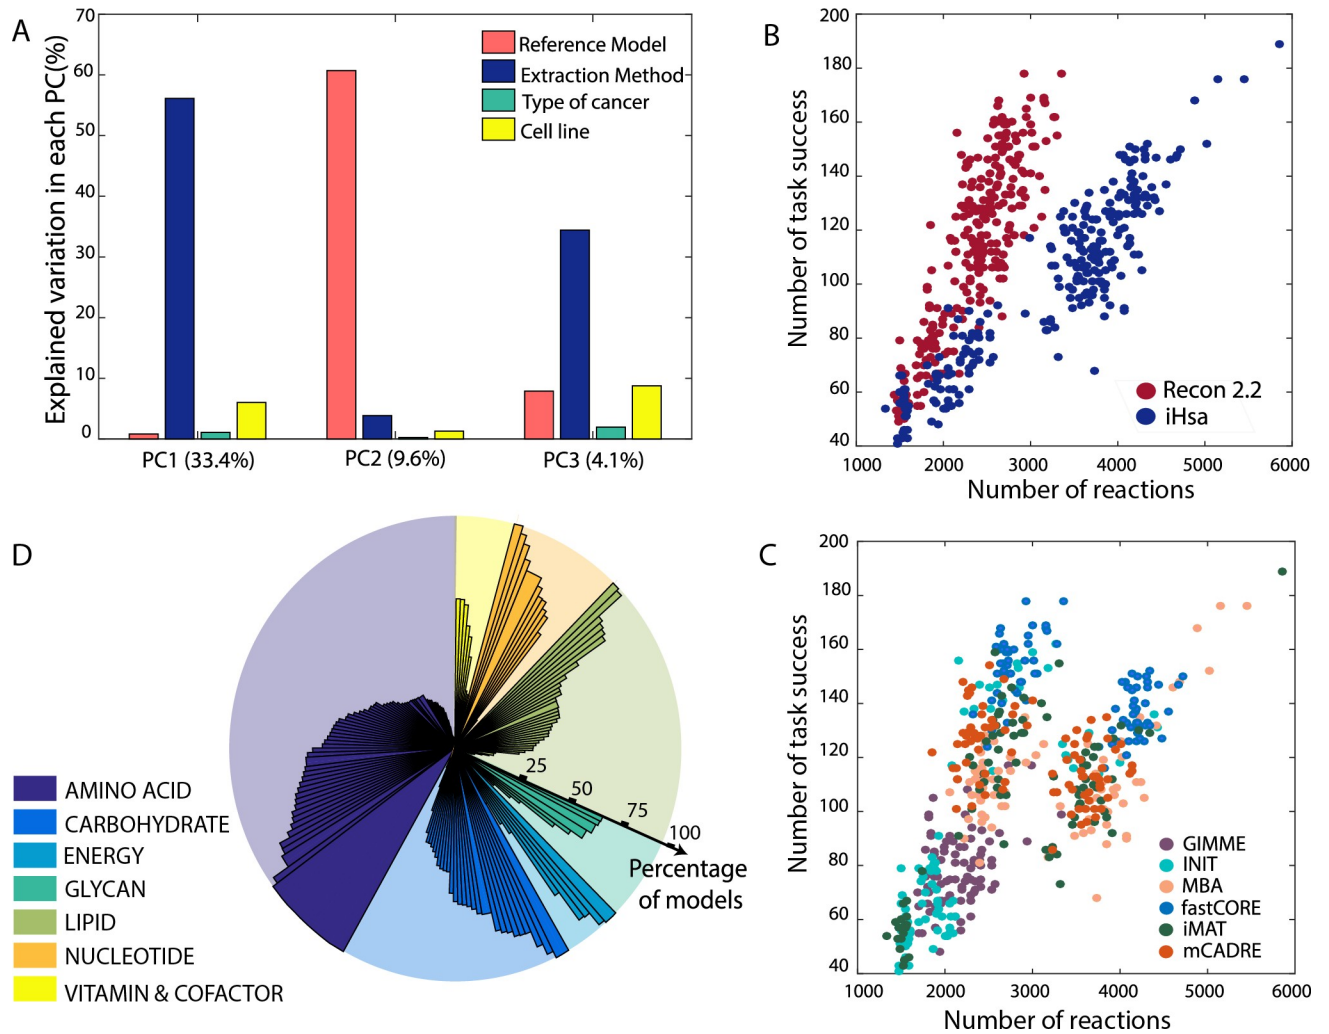 A
Explained variation in each PC(%)
70
60
50
40
30
20
10
0
Reference Model
Extraction Method
Type of cancer
Cell line
PC1 (33.4%)
PC2 (9.6%)
PC3 (4.1%)
B
Number of task success
200
180
160
140
120
100
80
60
40
Recon 2.2
iHsa
1000 2000 3000 4000 5000 6000
Number of reactions
D
25
50
75
100
Percentage
of models
AMINO ACID
CARBOHYDRATE
ENERGY
GLYCAN
LIPID
NUCLEOTIDE
VITAMIN & COFACTOR
C
Number of task success
200
180
160
140
120
100
80
60
40
GIMME
INIT
MBA
fastCORE
iMAT
mCADRE
1000 2000 3000 4000 5000 6000
Number of reactions